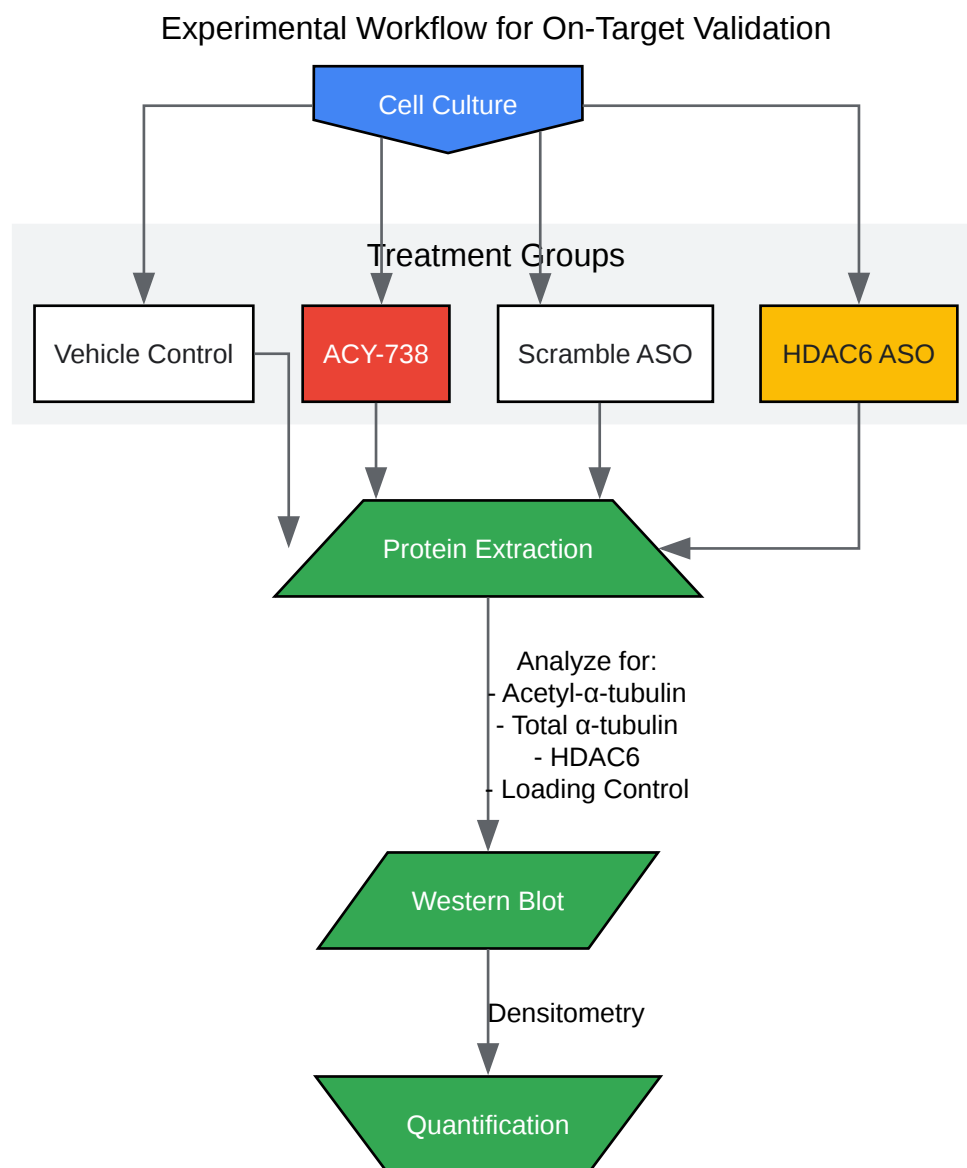 Experimental Workflow for On-Target Validation
Cell Culture
Treatment Groups
Vehicle Control
ACY-738
Scramble ASO
HDAC6 ASO
Protein Extraction
Analyze for:
- Acetyl-α-tubulin
- Total α-tubulin
- HDAC6
- Loading Control
Western Blot
Densitometry
Quantification